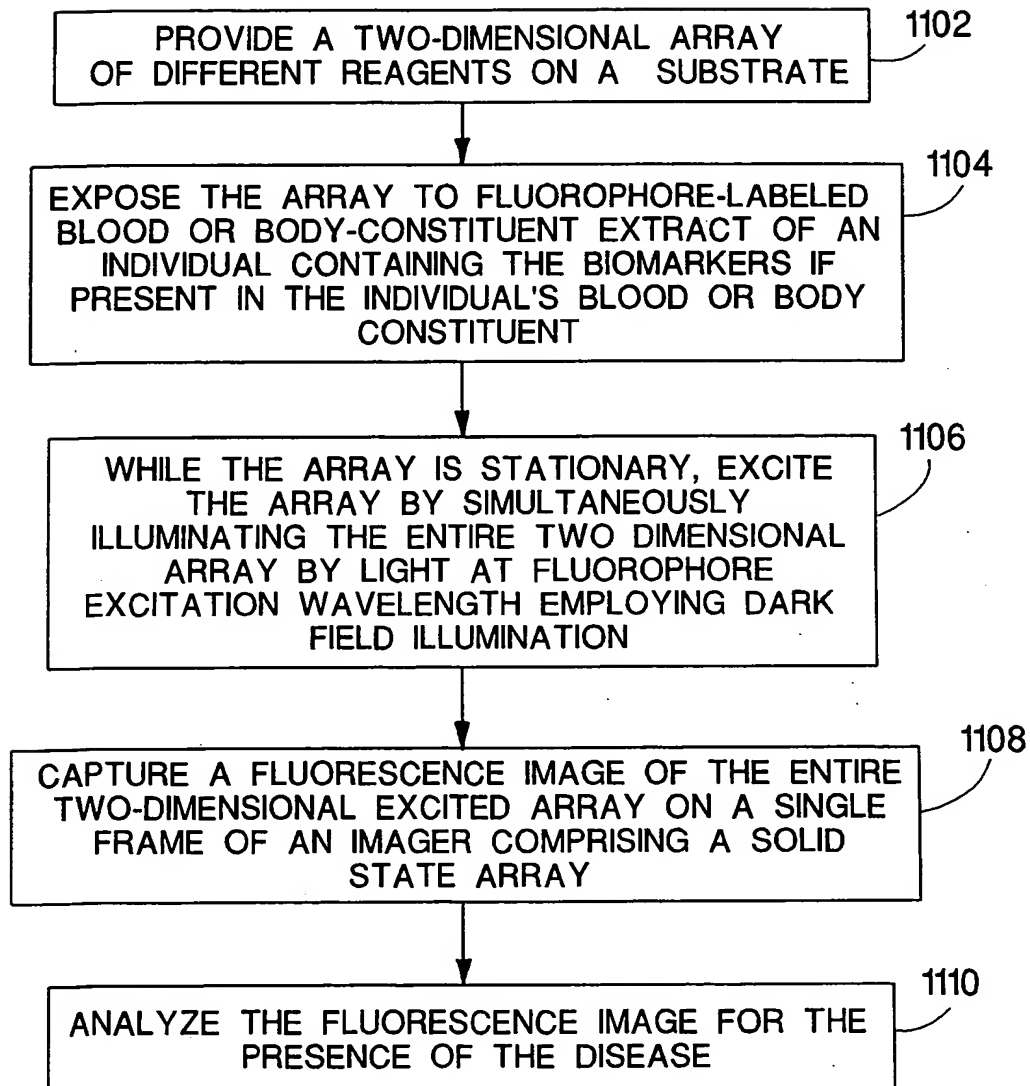 PROVIDE A TWO-DIMENSIONAL ARRAY
OF DIFFERENT REAGENTS ON A SUBSTRATE
1102
EXPOSE THE ARRAY TO FLUOROPHORE-LABELED
BLOOD OR BODY-CONSTITUENT EXTRACT OF AN
INDIVIDUAL CONTAINING THE BIOMARKERS IF
PRESENT IN THE INDIVIDUAL'S BLOOD OR BODY
CONSTITUENT
1104
WHILE THE ARRAY IS STATIONARY, EXCITE
THE ARRAY BY SIMULTANEOUSLY
ILLUMINATING THE ENTIRE TWO DIMENSIONAL
ARRAY BY LIGHT AT FLUOROPHORE
EXCITATION WAVELENGTH EMPLOYING DARK
FIELD ILLUMINATION
1106
CAPTURE A FLUORESCENCE IMAGE OF THE ENTIRE
TWO-DIMENSIONAL EXCITED ARRAY ON A SINGLE
FRAME OF AN IMAGER COMPRISING A SOLID
STATE ARRAY
1108
ANALYZE THE FLUORESCENCE IMAGE FOR THE
PRESENCE OF THE DISEASE
1110